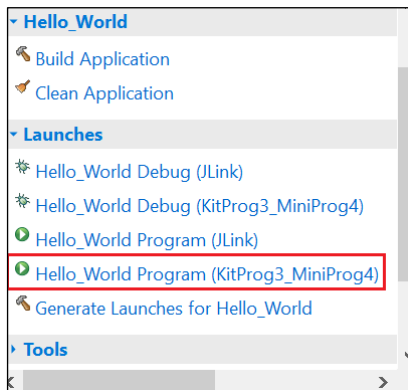 Hello_World
Build Application
Clean Application
Launches
Hello_World Debug (JLink)
Hello_World Debug (KitProg3_MiniProg4)
Hello_World Program (JLink)
Hello_World Program (KitProg3_MiniProg4)
Generate Launches for Hello_World
Tools